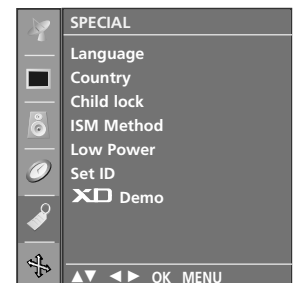 SPECIAL
Language
Country
Child lock
ISM Method
Low Power
Set ID
XD Demo
▲▼ ◄► OK MENU